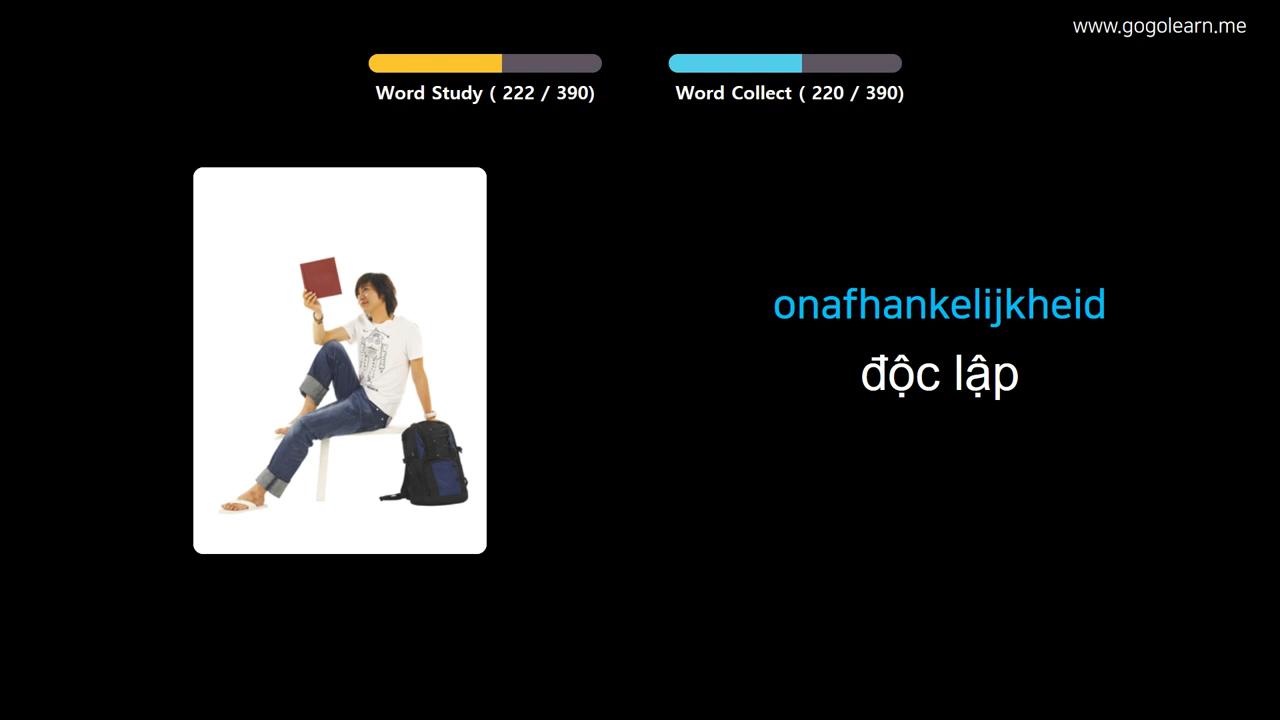 www.gogolearn.me
Word Study ( 222 / 390)
Word Collect ( 220 / 390)
onafhankelijkheid
độc lập